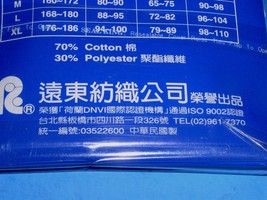 M 160~172 80~90 65~75 90~98
L 168~180 88~95 72~82 96~104
XL 176~186 94~100 79~89 98~110
70% Cotton 棉
30% Polyester 聚酯纖維
R ® 遠東紡織公司 榮譽出品
榮獲「荷蘭DNVI國際認證機構」通過ISO 9002認證
台北縣板橋市四川路一段326號 TEL(02)961-7370
統一編號:03522600 中華民國製